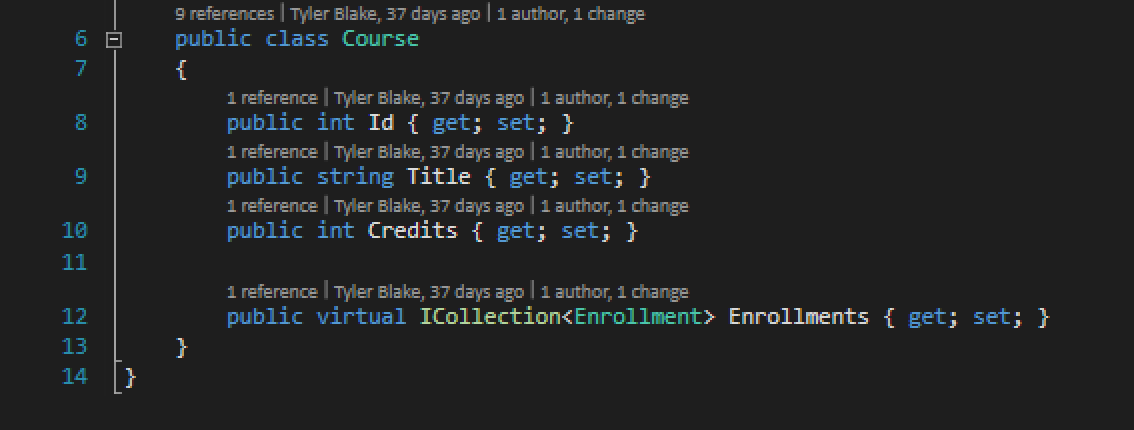 9 references | Tyler Blake, 37 days ago | 1 author, 1 change
6 public class Course
7 {
1 reference | Tyler Blake, 37 days ago | 1 author, 1 change
8 public int Id { get; set; }
1 reference | Tyler Blake, 37 days ago | 1 author, 1 change
9 public string Title { get; set; }
1 reference | Tyler Blake, 37 days ago | 1 author, 1 change
10 public int Credits { get; set; }
11
1 reference | Tyler Blake, 37 days ago | 1 author, 1 change
12 public virtual ICollection<Enrollment> Enrollments { get; set; }
13 }
14 }